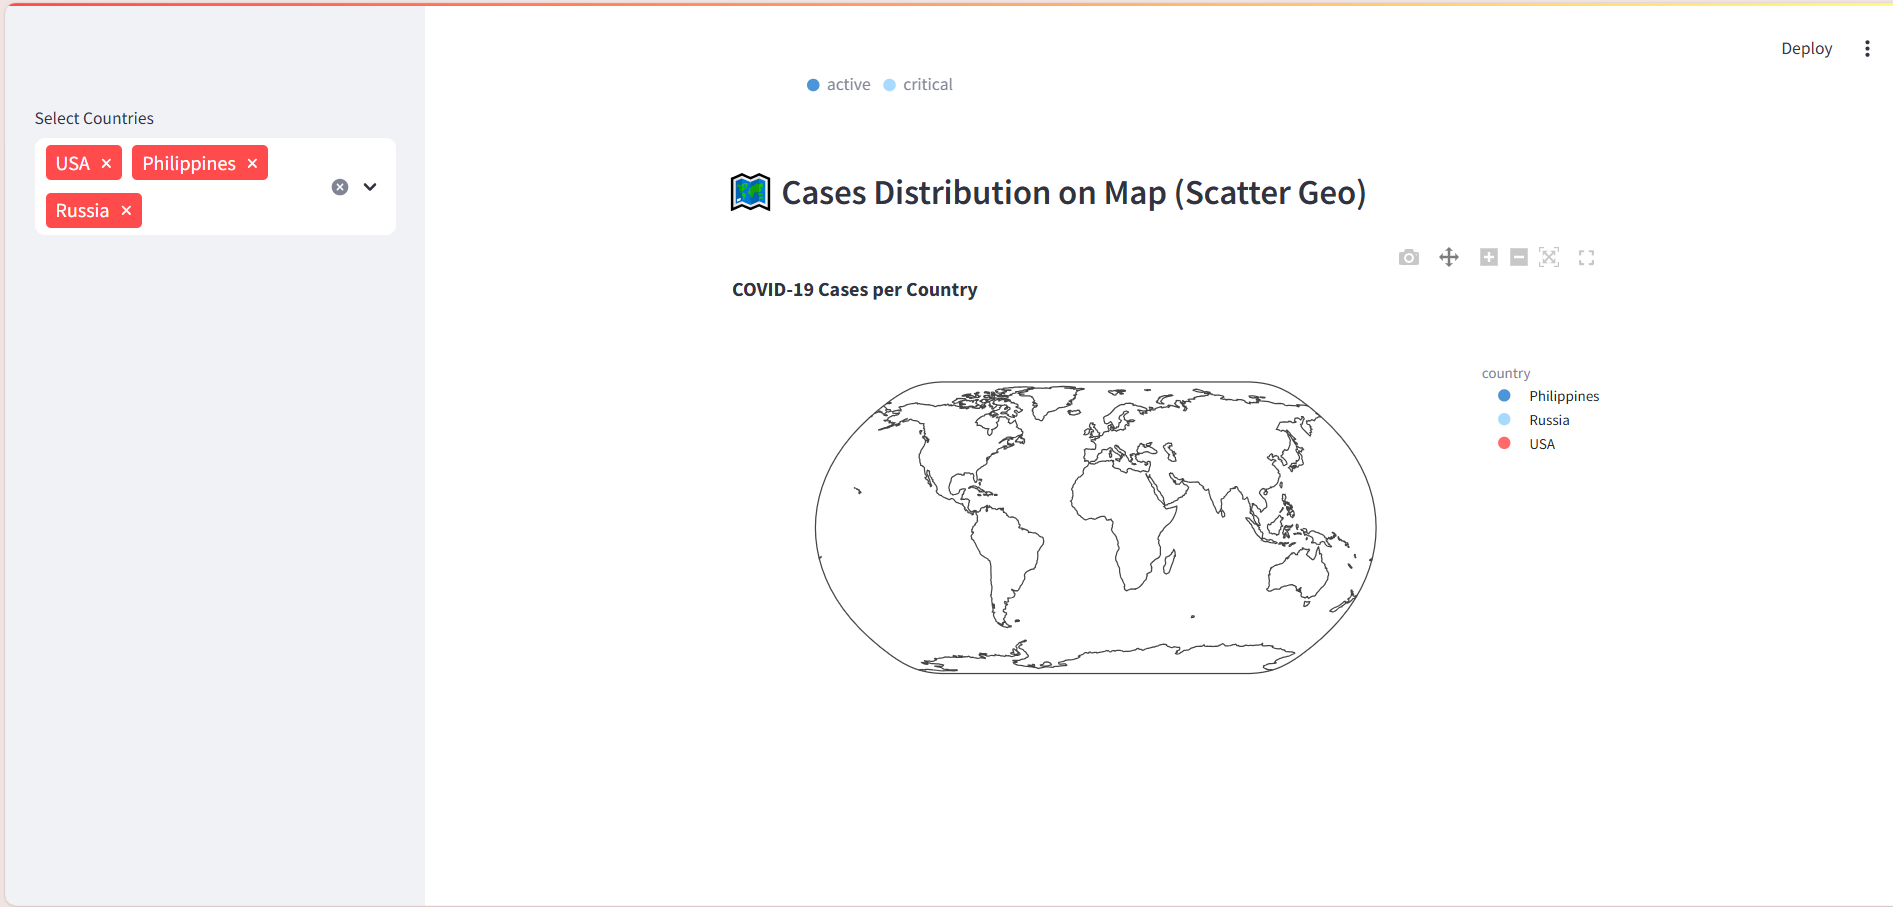 Deploy
active critical
Select Countries
USA × Philippines ×
Russia ×
Cases Distribution on Map (Scatter Geo)
COVID-19 Cases per Country
country
Philippines
Russia
USA